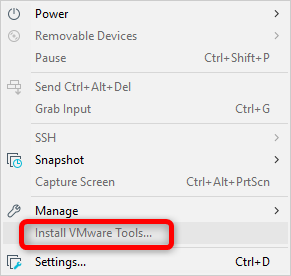 Power
Removable Devices
Pause Ctrl+Shift+P
Send Ctrl+Alt+Del
Grab Input Ctrl+G
SSH
Snapshot
Capture Screen Ctrl+Alt+PrtScn
Manage
Install VMware Tools...
Settings... Ctrl+D